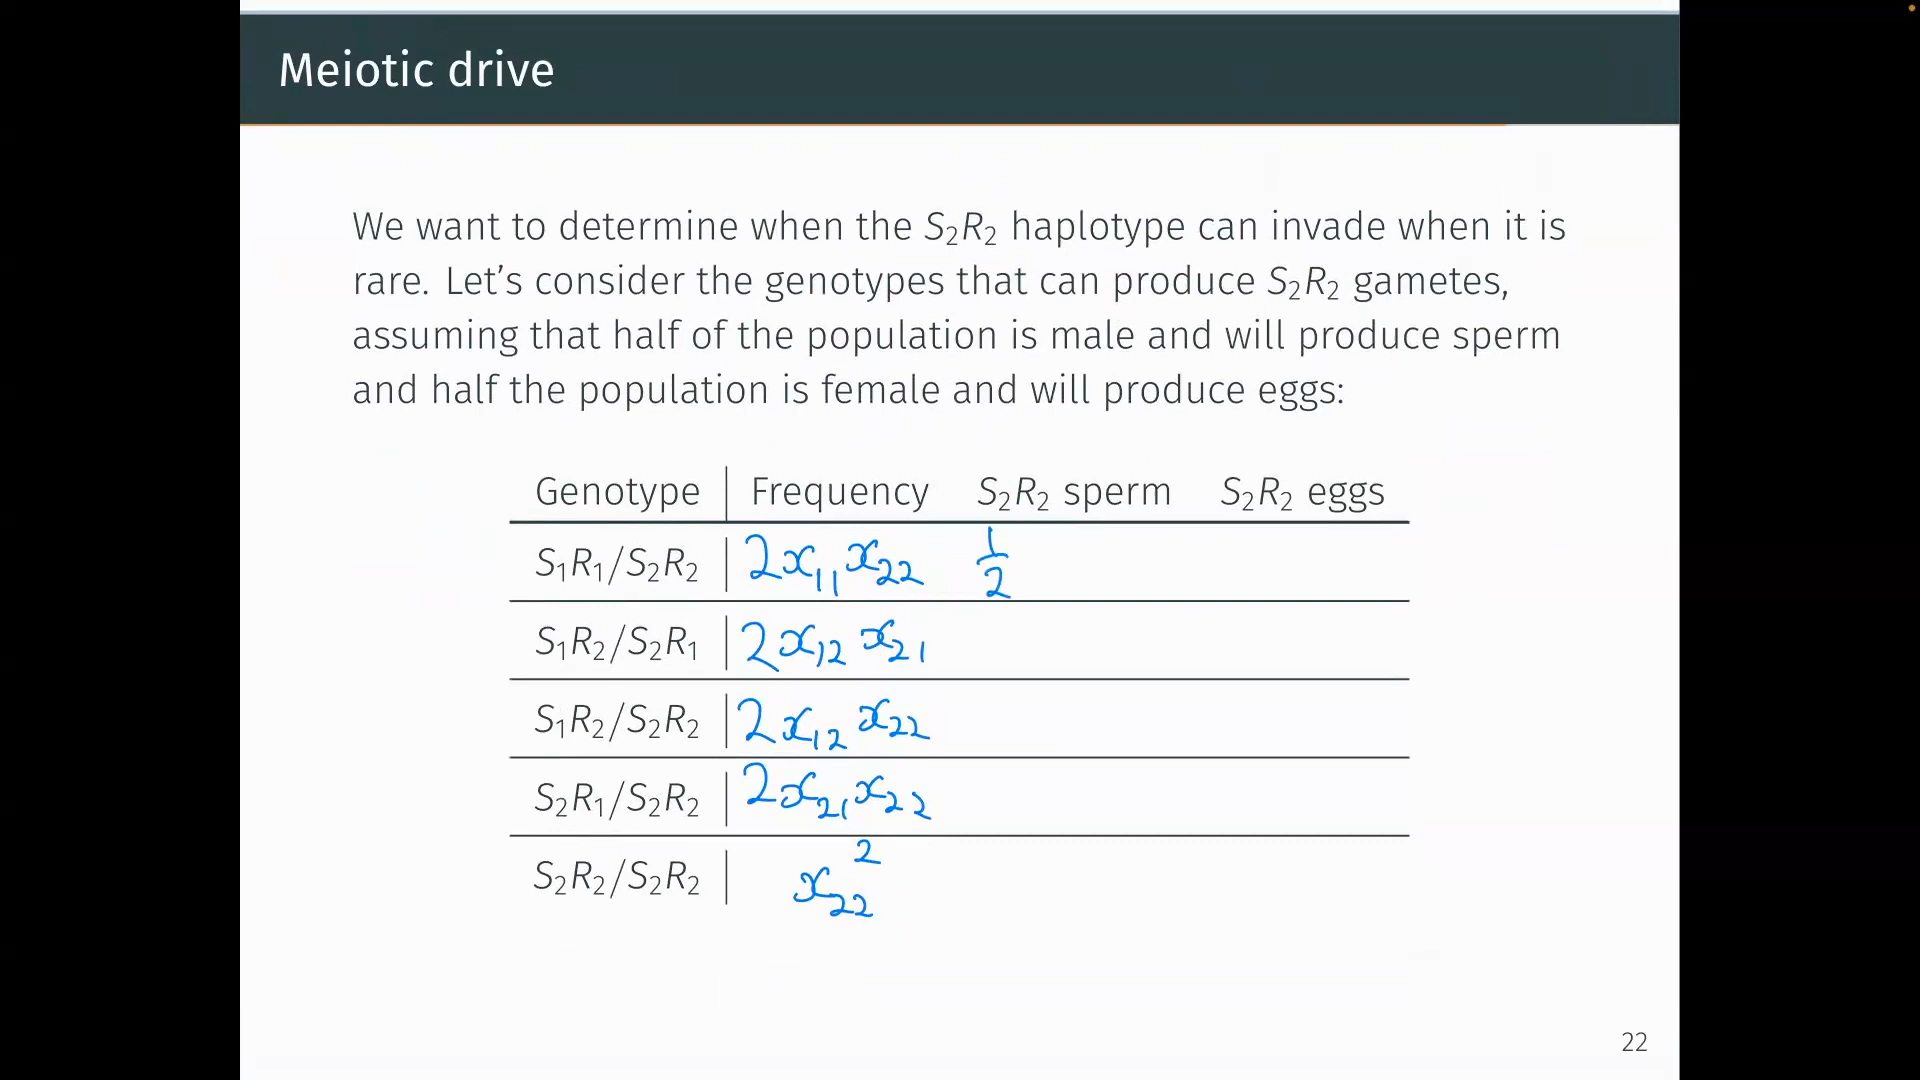 Meiotic drive
We want to determine when the S₂R₂ haplotype can invade when it is
rare. Let’s consider the genotypes that can produce S₂R₂ gametes,
assuming that half of the population is male and will produce sperm
and half the population is female and will produce eggs:
Genotype Frequency S₂R₂ sperm S₂R₂ eggs
S₁R₁/S₂R₂ 2x₁₁x₂₂ 1/2
S₁R₂/S₂R₁ 2x₁₂x₂₁
S₁R₂/S₂R₂ 2x₁₂x₂₂
S₂R₁/S₂R₂ 2x₂₁x₂₂
S₂R₂/S₂R₂ x₂₂²
22